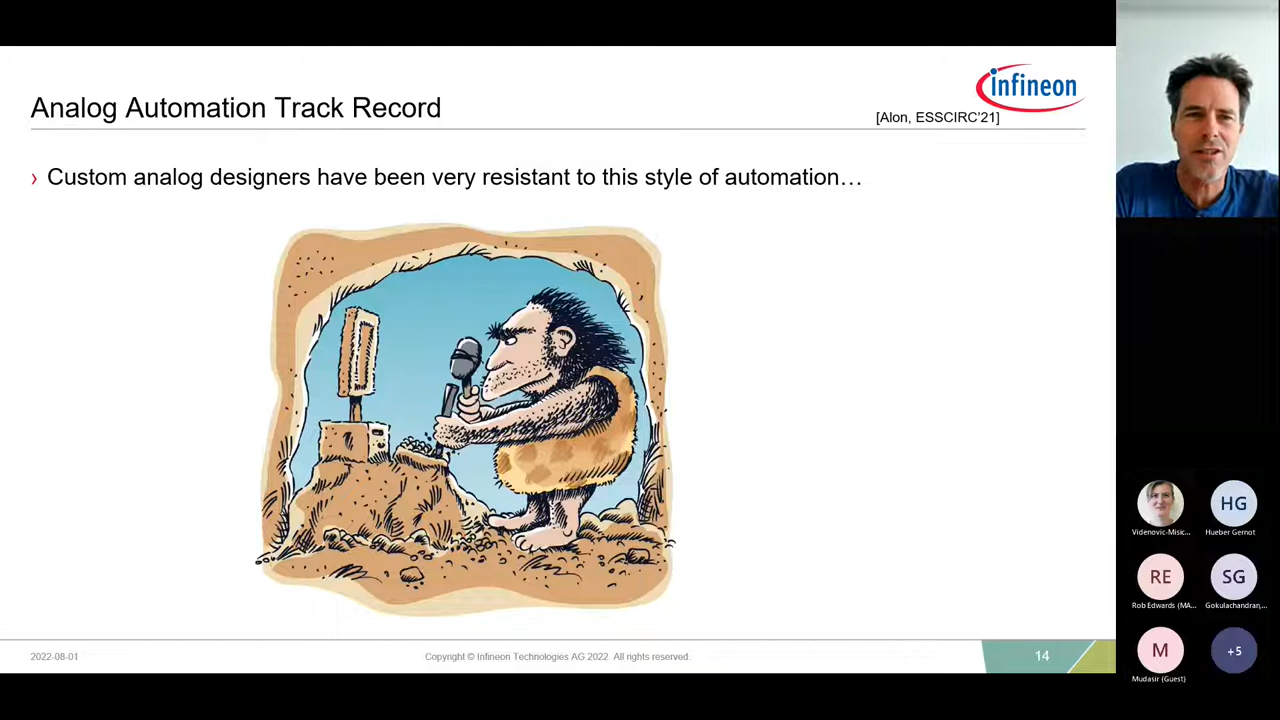 Analog Automation Track Record
infineon
[Alon, ESSCIRC'21]
› Custom analog designers have been very resistant to this style of automation…
2022-08-01
Copyright © Infineon Technologies AG 2022. All rights reserved.
14
Videnovic-Misic...
HG
Hueber Gernot
RE
Rob Edwards (MA...
SG
Gokulachandran,...
M
Mudasir (Guest)
+5